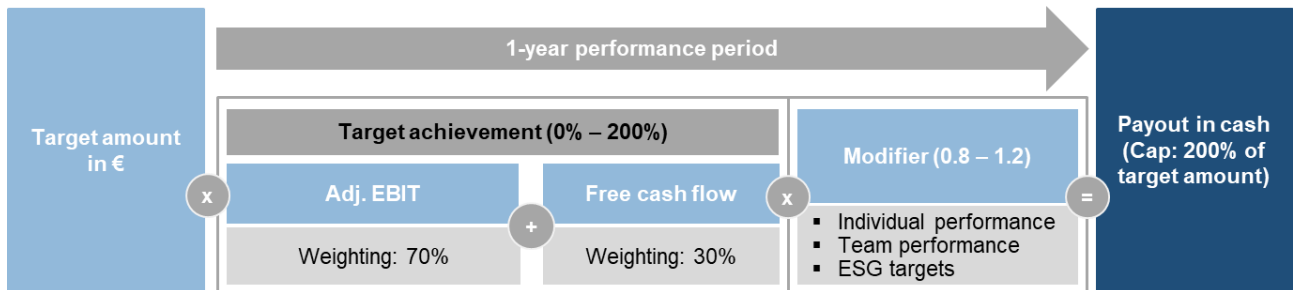 1-year performance period
Target amount
in €
x
Target achievement (0% – 200%)
Adj. EBIT
Weighting: 70%
+
Free cash flow
Weighting: 30%
x
Modifier (0.8 – 1.2)
▪ Individual performance
▪ Team performance
▪ ESG targets
=
Payout in cash
(Cap: 200% of
target amount)